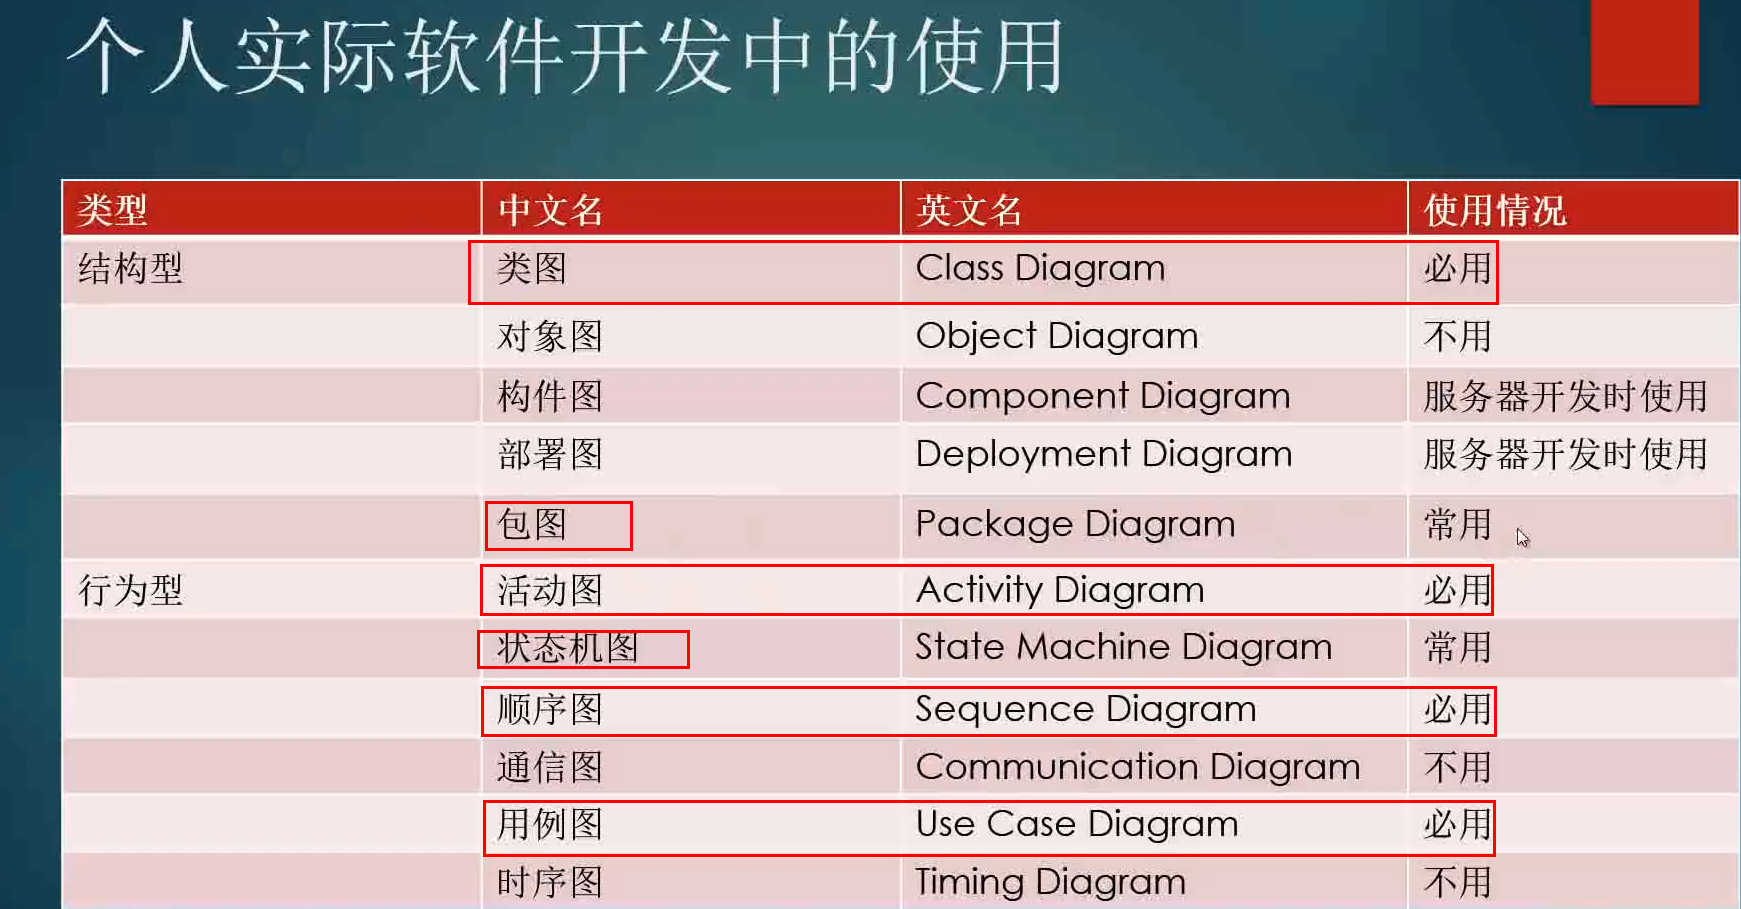 个人实际软件开发中的使用
类型 中文名 英文名 使用情况
结构型 类图 Class Diagram 必用
对象图 Object Diagram 不用
构件图 Component Diagram 服务器开发时使用
部署图 Deployment Diagram 服务器开发时使用
包图 Package Diagram 常用
行为型 活动图 Activity Diagram 必用
状态机图 State Machine Diagram 常用
顺序图 Sequence Diagram 必用
通信图 Communication Diagram 不用
用例图 Use Case Diagram 必用
时序图 Timing Diagram 不用